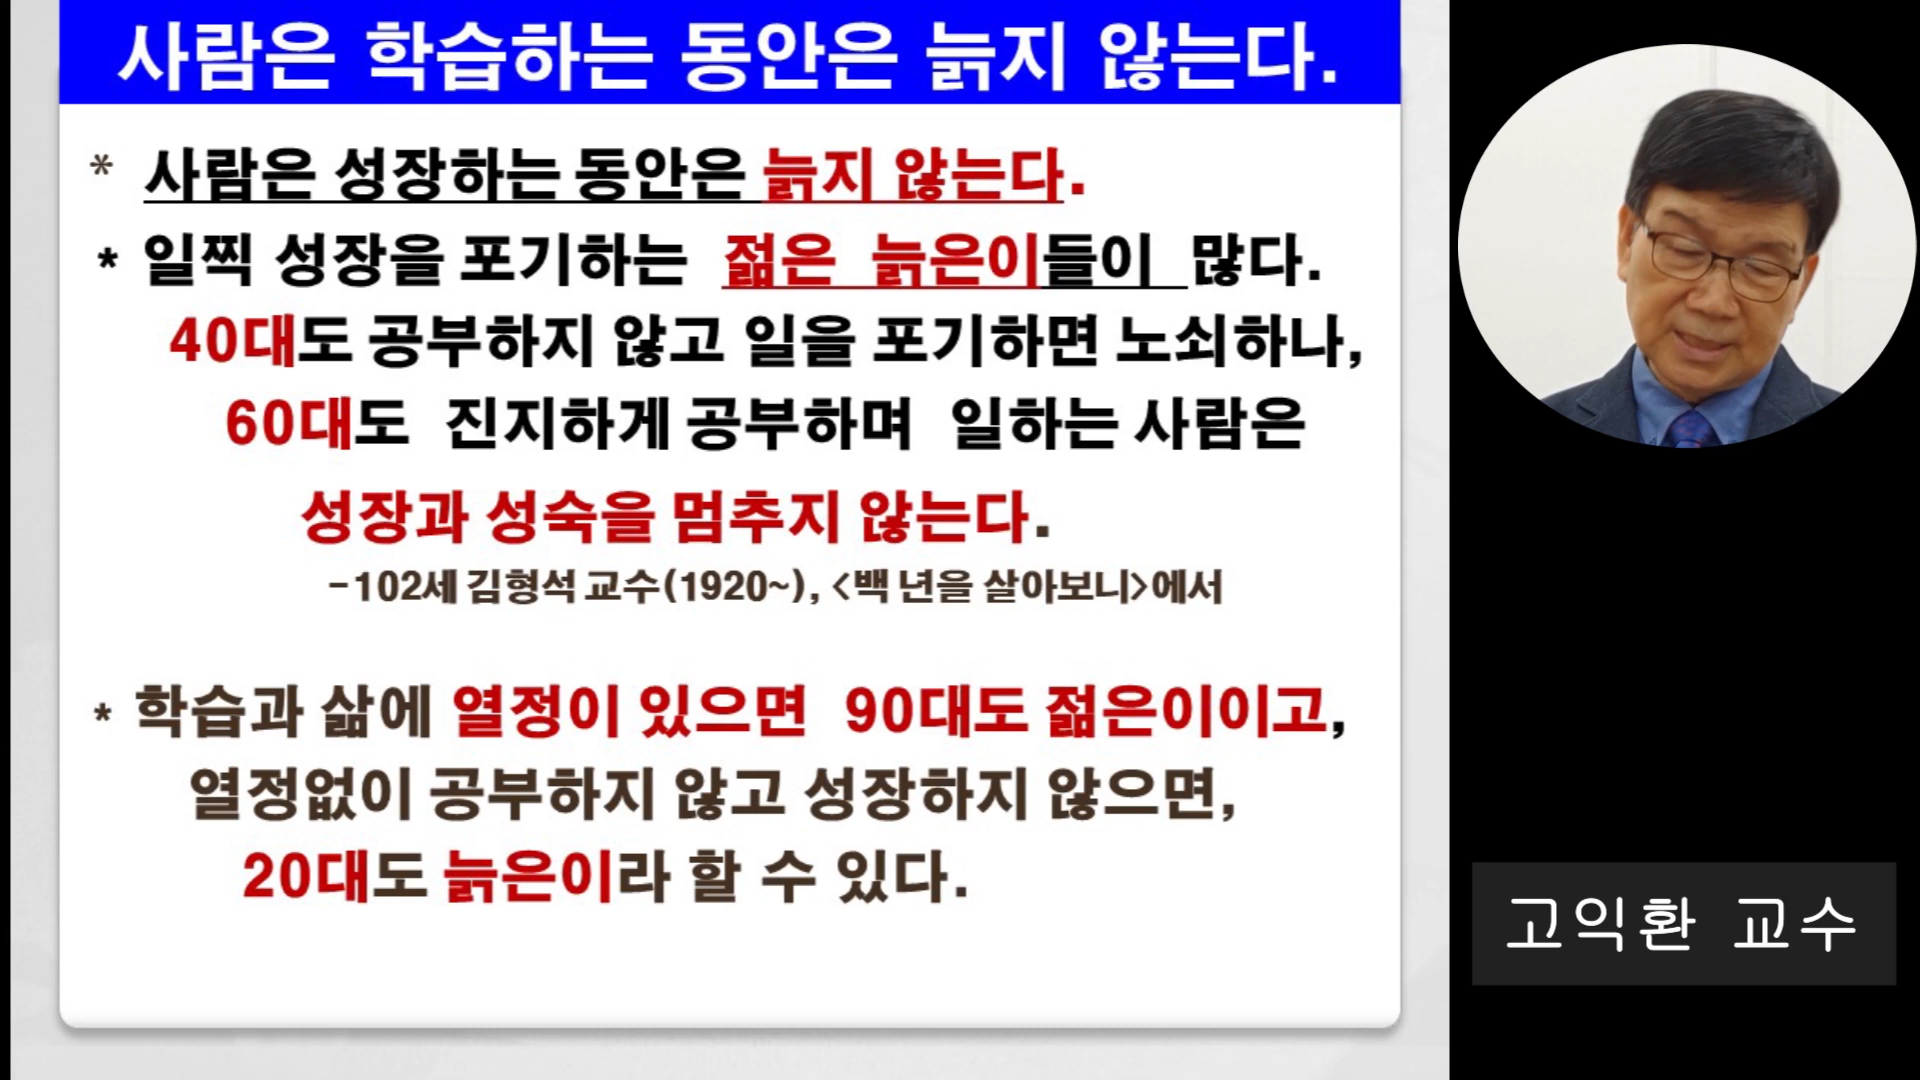 사람은 학습하는 동안은 늙지 않는다.
* 사람은 성장하는 동안은 늙지 않는다.
* 일찍 성장을 포기하는 젊은 늙은이들이 많다.
40대도 공부하지 않고 일을 포기하면 노쇠하나,
60대도 진지하게 공부하며 일하는 사람은
성장과 성숙을 멈추지 않는다.
-102세 김형석 교수(1920~), <백 년을 살아보니>에서
* 학습과 삶에 열정이 있으면 90대도 젊은이이고,
열정없이 공부하지 않고 성장하지 않으면,
20대도 늙은이라 할 수 있다.
고익환 교수